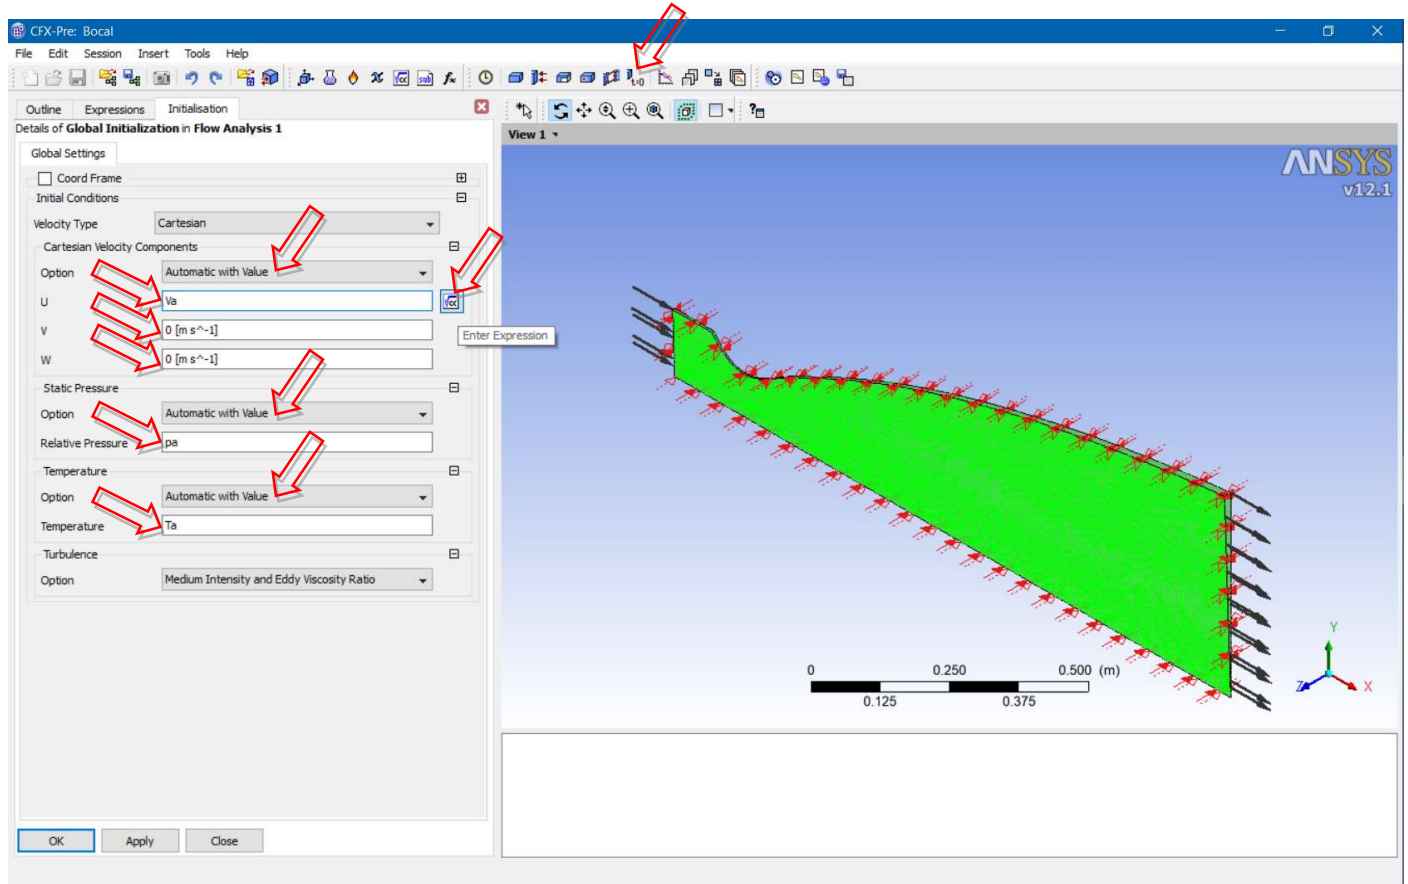 CFX-Pre: Bocal
File Edit Session Insert Tools Help
Outline Expressions Initialisation
Details of Global Initialization in Flow Analysis 1
Global Settings
Coord Frame
Initial Conditions
Velocity Type Cartesian
Cartesian Velocity Components
Option Automatic with Value
U Va
V 0 [m s^-1]
W 0 [m s^-1]
Enter Expression
Static Pressure
Option Automatic with Value
Relative Pressure pa
Temperature
Option Automatic with Value
Temperature Ta
Turbulence
Option Medium Intensity and Eddy Viscosity Ratio
OK Apply Close
View 1
ANSYS
v12.1
0 0.250 0.500 (m)
0.125 0.375
Y
Z X